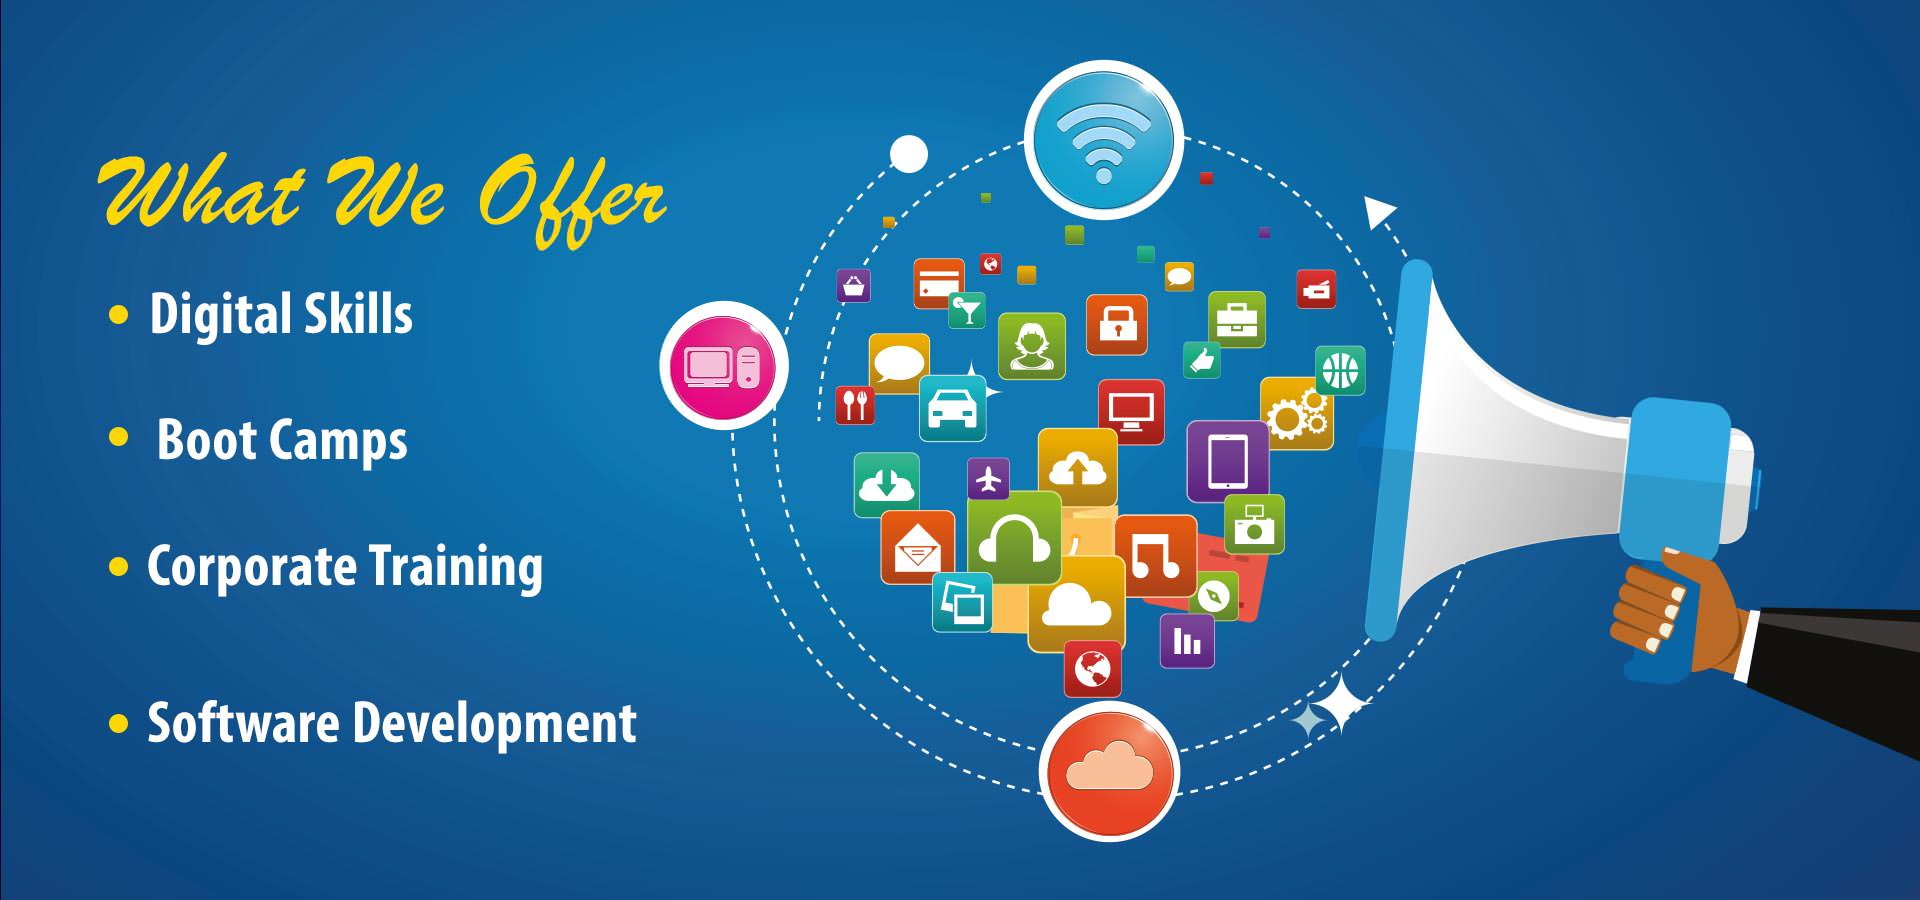 What We Offer
Digital Skills
Boot Camps
Corporate Training
Software Development